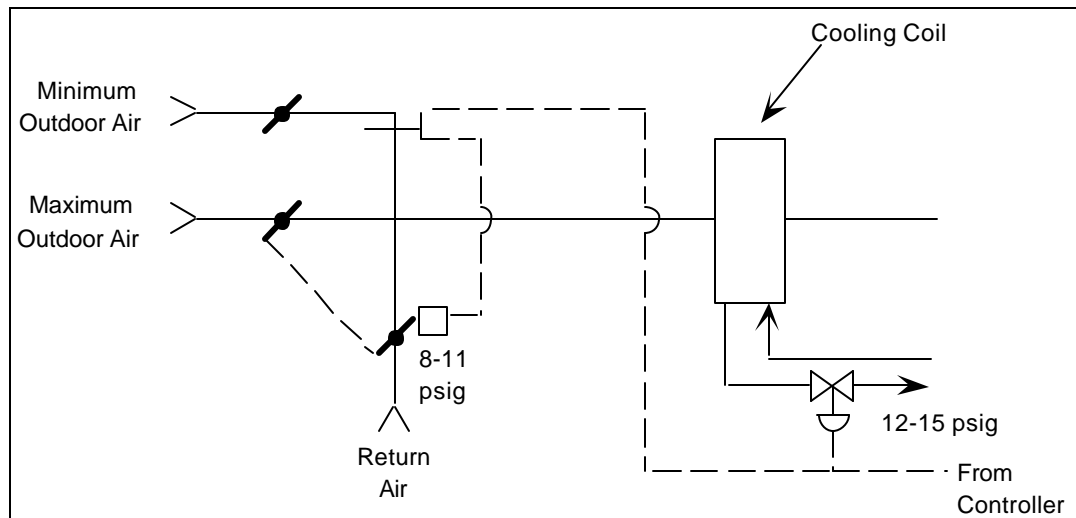 Cooling Coil
Minimum
Outdoor Air
Maximum
Outdoor Air
8-11
psig
12-15 psig
Return
Air
From
Controller